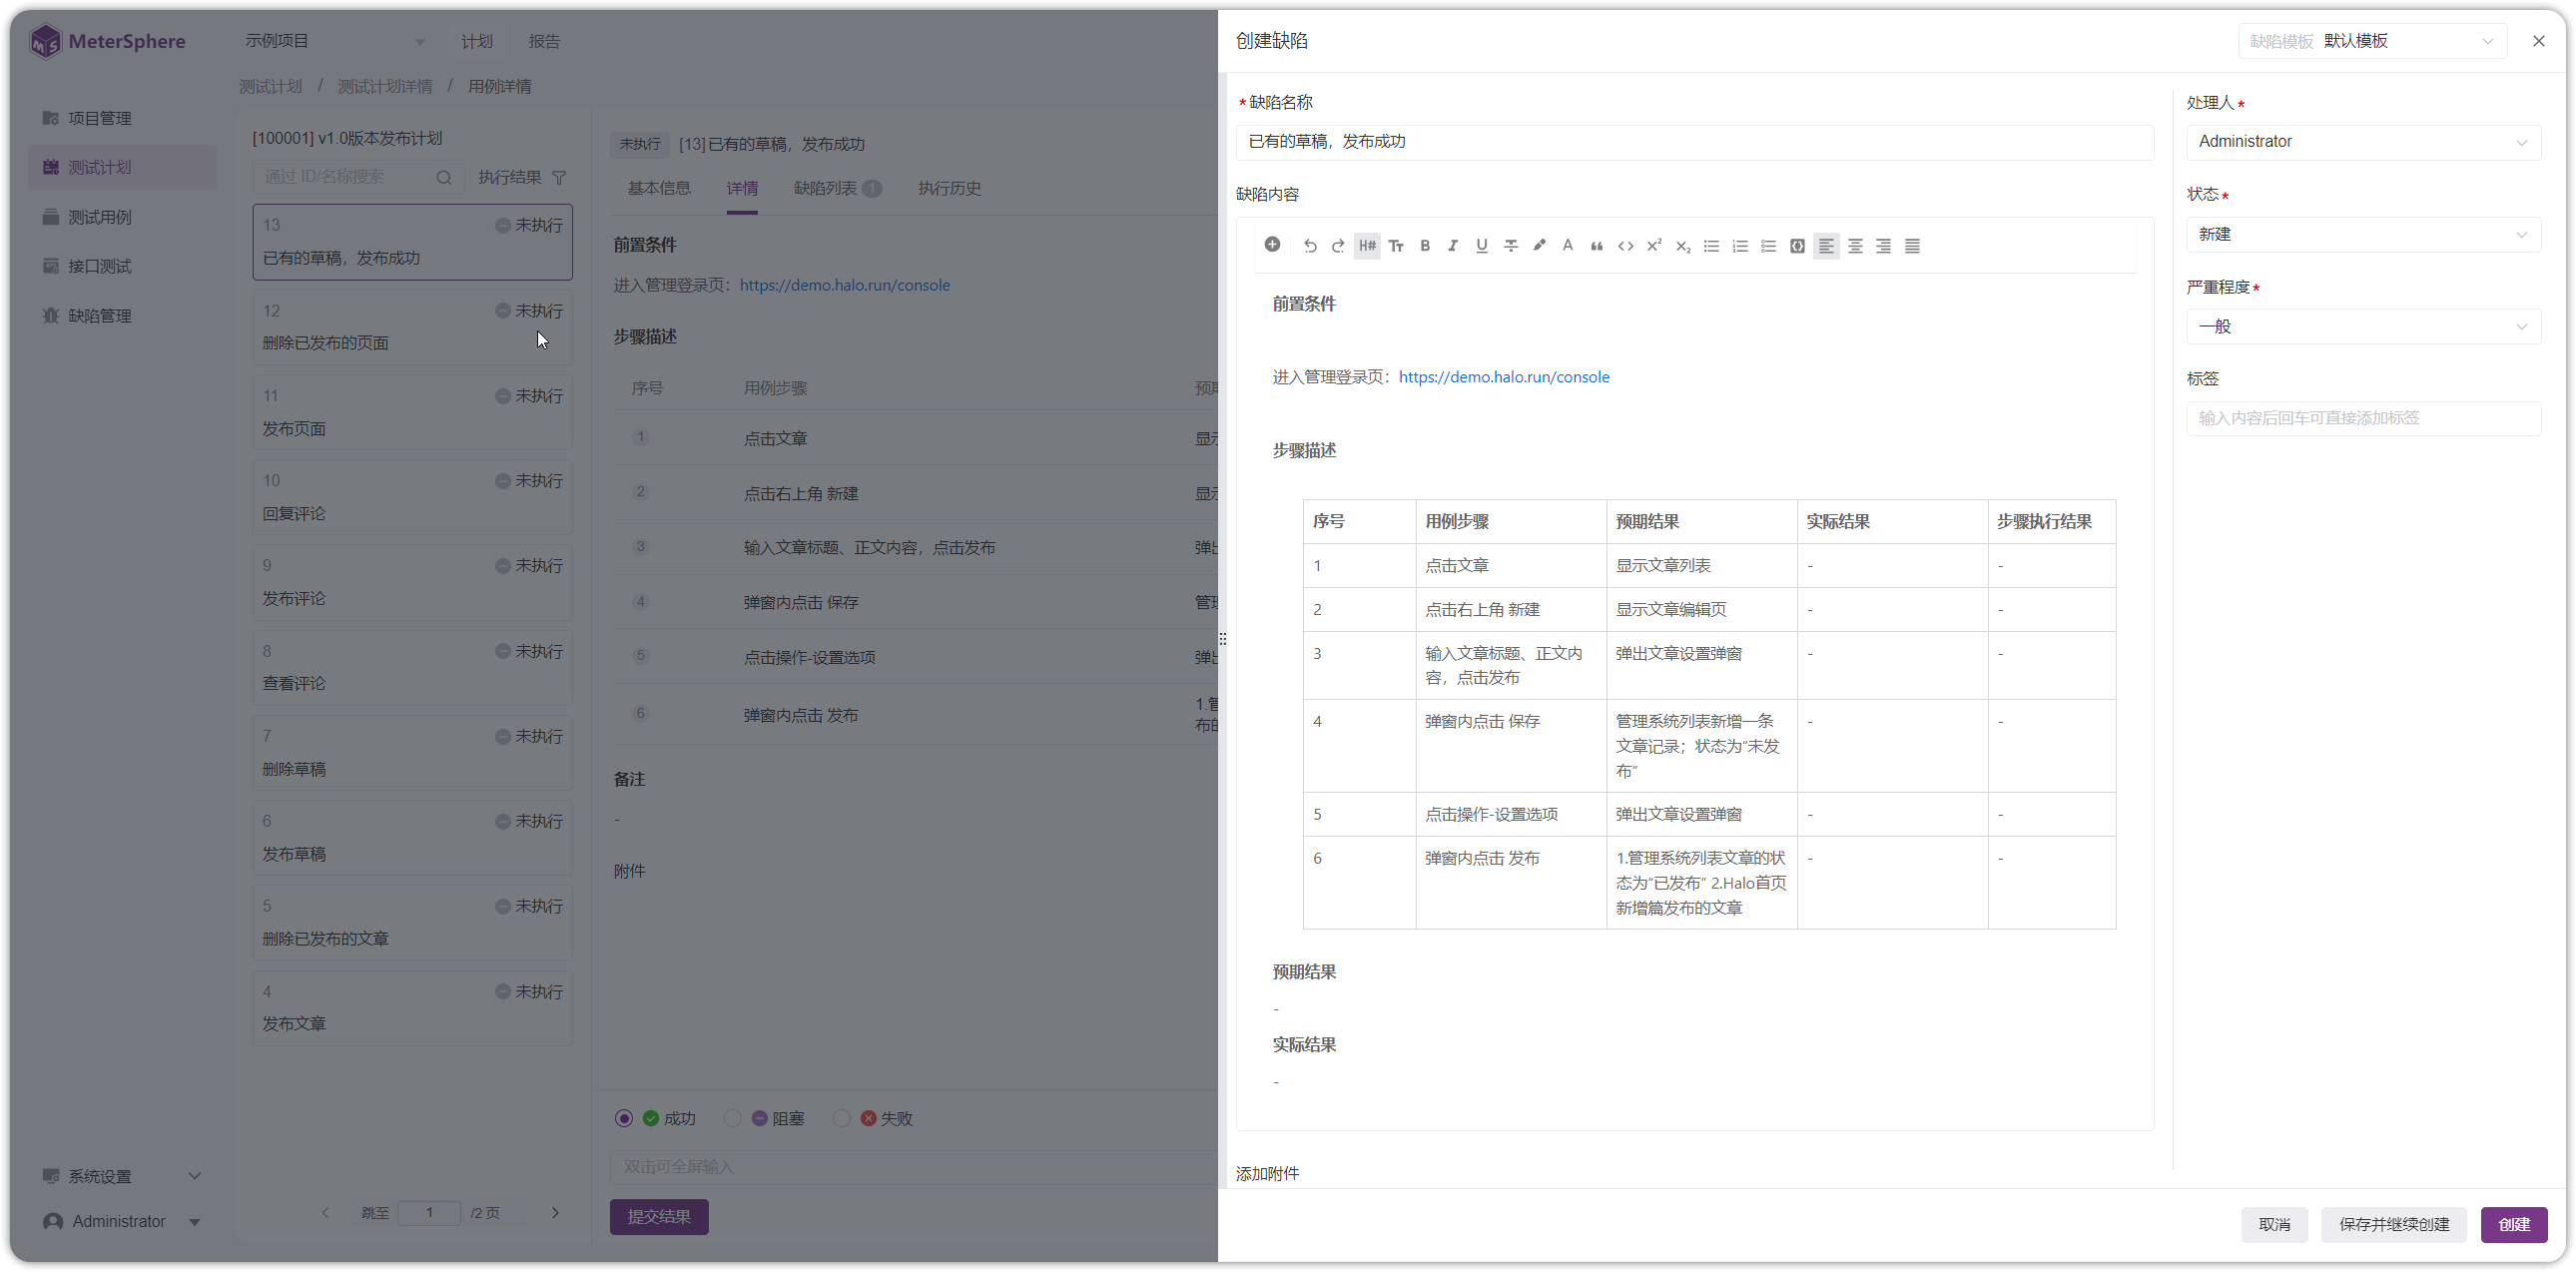 MeterSphere
示例项目
计划
报告
测试计划 / 测试计划详情 / 用例详情
项目管理
测试计划
测试用例
接口测试
缺陷管理
系统设置
Administrator
[100001] v1.0版本发布计划
通过 ID/名称搜索
执行结果
13 未执行
已有的草稿，发布成功
12 未执行
删除已发布的页面
11 未执行
发布页面
10 未执行
回复评论
9 未执行
发布评论
8 未执行
查看评论
7 未执行
删除草稿
6 未执行
发布草稿
5 未执行
删除已发布的文章
4 未执行
发布文章
跳至 1 /2 页
未执行 [13]已有的草稿，发布成功
基本信息 详情 缺陷列表 1 执行历史
前置条件
进入管理登录页：https://demo.halo.run/console
步骤描述
序号 用例步骤 预
1 点击文章 显
2 点击右上角 新建 显
3 输入文章标题、正文内容，点击发布 弹
4 弹窗内点击 保存 管
5 点击操作-设置选项 弹
6 弹窗内点击 发布 1.管
布的
备注
-
附件
成功 阻塞 失败
双击可全屏输入
提交结果
创建缺陷
缺陷模板 默认模板
*缺陷名称
已有的草稿，发布成功
缺陷内容
H# Tт B I U A
前置条件
进入管理登录页：https://demo.halo.run/console
步骤描述
序号 用例步骤 预期结果 实际结果 步骤执行结果
1 点击文章 显示文章列表 - -
2 点击右上角 新建 显示文章编辑页 - -
3 输入文章标题、正文内 弹出文章设置弹窗 - -
容，点击发布
4 弹窗内点击 保存 管理系统列表新增一条 - -
文章记录；状态为“未发
布”
5 点击操作-设置选项 弹出文章设置弹窗 - -
6 弹窗内点击 发布 1.管理系统列表文章的状 - -
态为“已发布” 2.Halo首页
新增篇发布的文章
预期结果
-
实际结果
-
添加附件
处理人*
Administrator
状态*
新建
严重程度*
一般
标签
输入内容后回车可直接添加标签
取消 保存并继续创建 创建